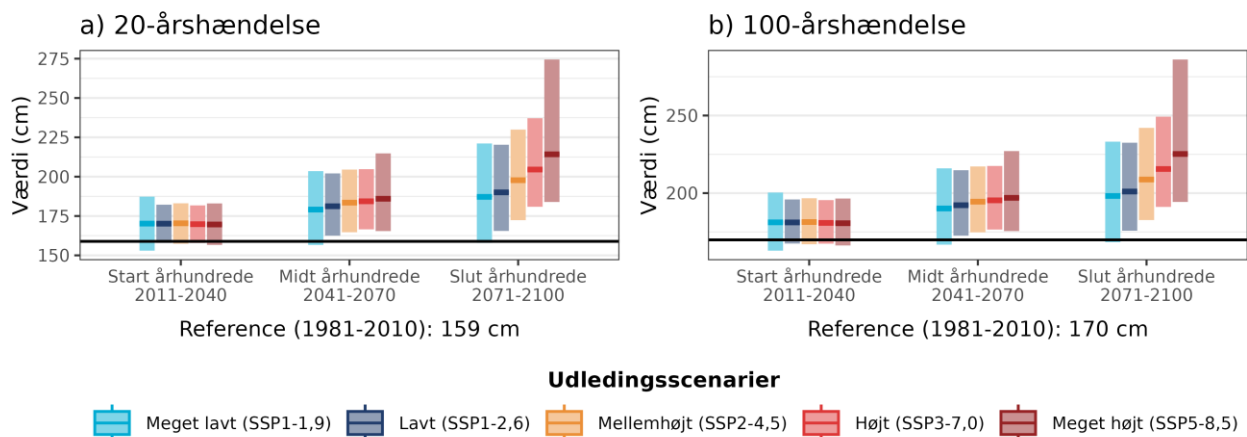 a) 20-årshændelse
Værdi (cm)
275
250
225
200
175
150
Start århundrede
2011-2040
Midt århundrede
2041-2070
Slut århundrede
2071-2100
Reference (1981-2010): 159 cm
b) 100-årshændelse
Værdi (cm)
250
200
Start århundrede
2011-2040
Midt århundrede
2041-2070
Slut århundrede
2071-2100
Reference (1981-2010): 170 cm
Udledingsscenarier
Meget lavt (SSP1-1,9)
Lavt (SSP1-2,6)
Mellemhøjt (SSP2-4,5)
Højt (SSP3-7,0)
Meget højt (SSP5-8,5)